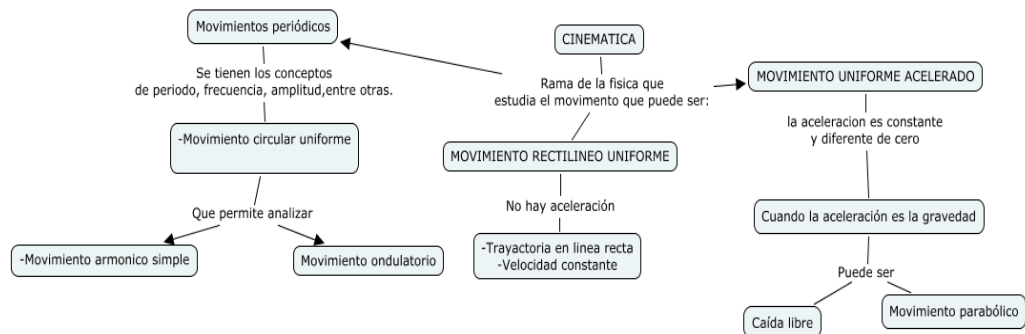 Movimientos periódicos
Se tienen los conceptos
de periodo, frecuencia, amplitud,entre otras.
-Movimiento circular uniforme
Que permite analizar
-Movimiento armonico simple
Movimiento ondulatorio
CINEMATICA
Rama de la fisica que
estudia el movimento que puede ser:
MOVIMIENTO RECTILINEO UNIFORME
No hay aceleración
-Trayactoria en linea recta
-Velocidad constante
MOVIMIENTO UNIFORME ACELERADO
la aceleracion es constante
y diferente de cero
Cuando la aceleración es la gravedad
Puede ser
Caída libre
Movimiento parabólico